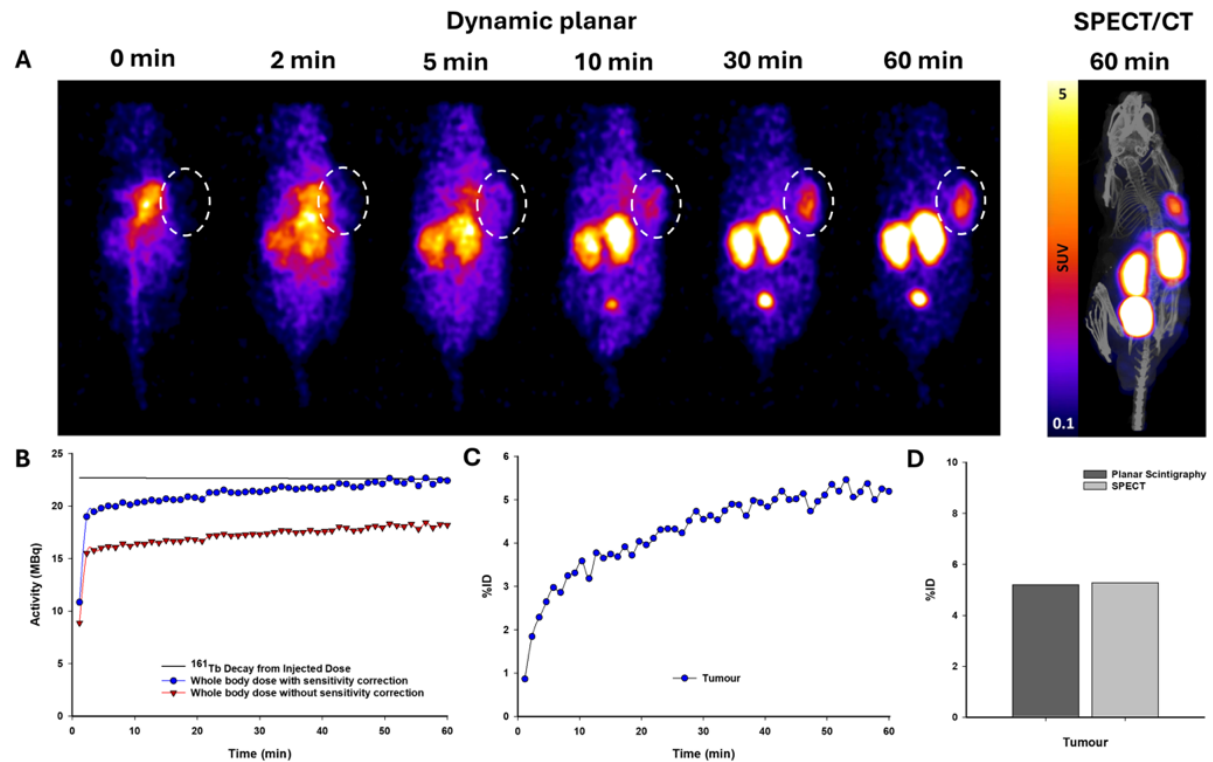 Dynamic planar
SPECT/CT
A
0 min
2 min
5 min
10 min
30 min
60 min
60 min
5
SUV
0.1
B
25
20
15
10
5
0
Activity (MBq)
0 10 20 30 40 50 60
Time (min)
¹⁶¹Tb Decay from Injected Dose
Whole body dose with sensitivity correction
Whole body dose without sensitivity correction
C
6
5
4
3
2
1
0
%ID
0 10 20 30 40 50 60
Time (min)
Tumour
D
10
8
6
4
2
0
%ID
Planar Scintigraphy
SPECT
Tumour